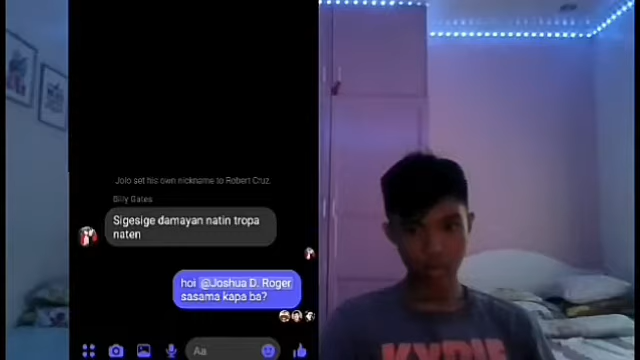 Jolo set his own nickname to Robert Cruz.
Billy Gates
Sigesige damayan natin tropa
naten
hoi @Joshua D. Roger
sasama kapa ba?
Aa